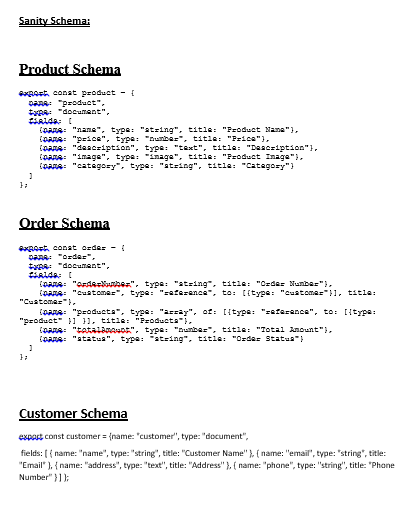 Sanity Schema:
Product Schema
export const product = {
name: "product",
type: "document",
fields: [
{name: "name", type: "string", title: "Product Name"},
{name: "price", type: "number", title: "Price"},
{name: "description", type: "text", title: "Description"},
{name: "image", type: "image", title: "Product Image"},
{name: "category", type: "string", title: "Category"}
]
};
Order Schema
export const order = {
name: "order",
type: "document",
fields: [
{name: "orderNumber", type: "string", title: "Order Number"},
{name: "customer", type: "reference", to: [{type: "customer"}], title:
"Customer"},
{name: "products", type: "array", of: [{type: "reference", to: [{type:
"product" }] }], title: "Products"},
{name: "totalAmount", type: "number", title: "Total Amount"},
{name: "status", type: "string", title: "Order Status"}
]
};
Customer Schema
export const customer = {name: "customer", type: "document",
fields: [ { name: "name", type: "string", title: "Customer Name" }, { name: "email", type: "string", title:
"Email" }, { name: "address", type: "text", title: "Address" }, { name: "phone", type: "string", title: "Phone
Number" } ] };